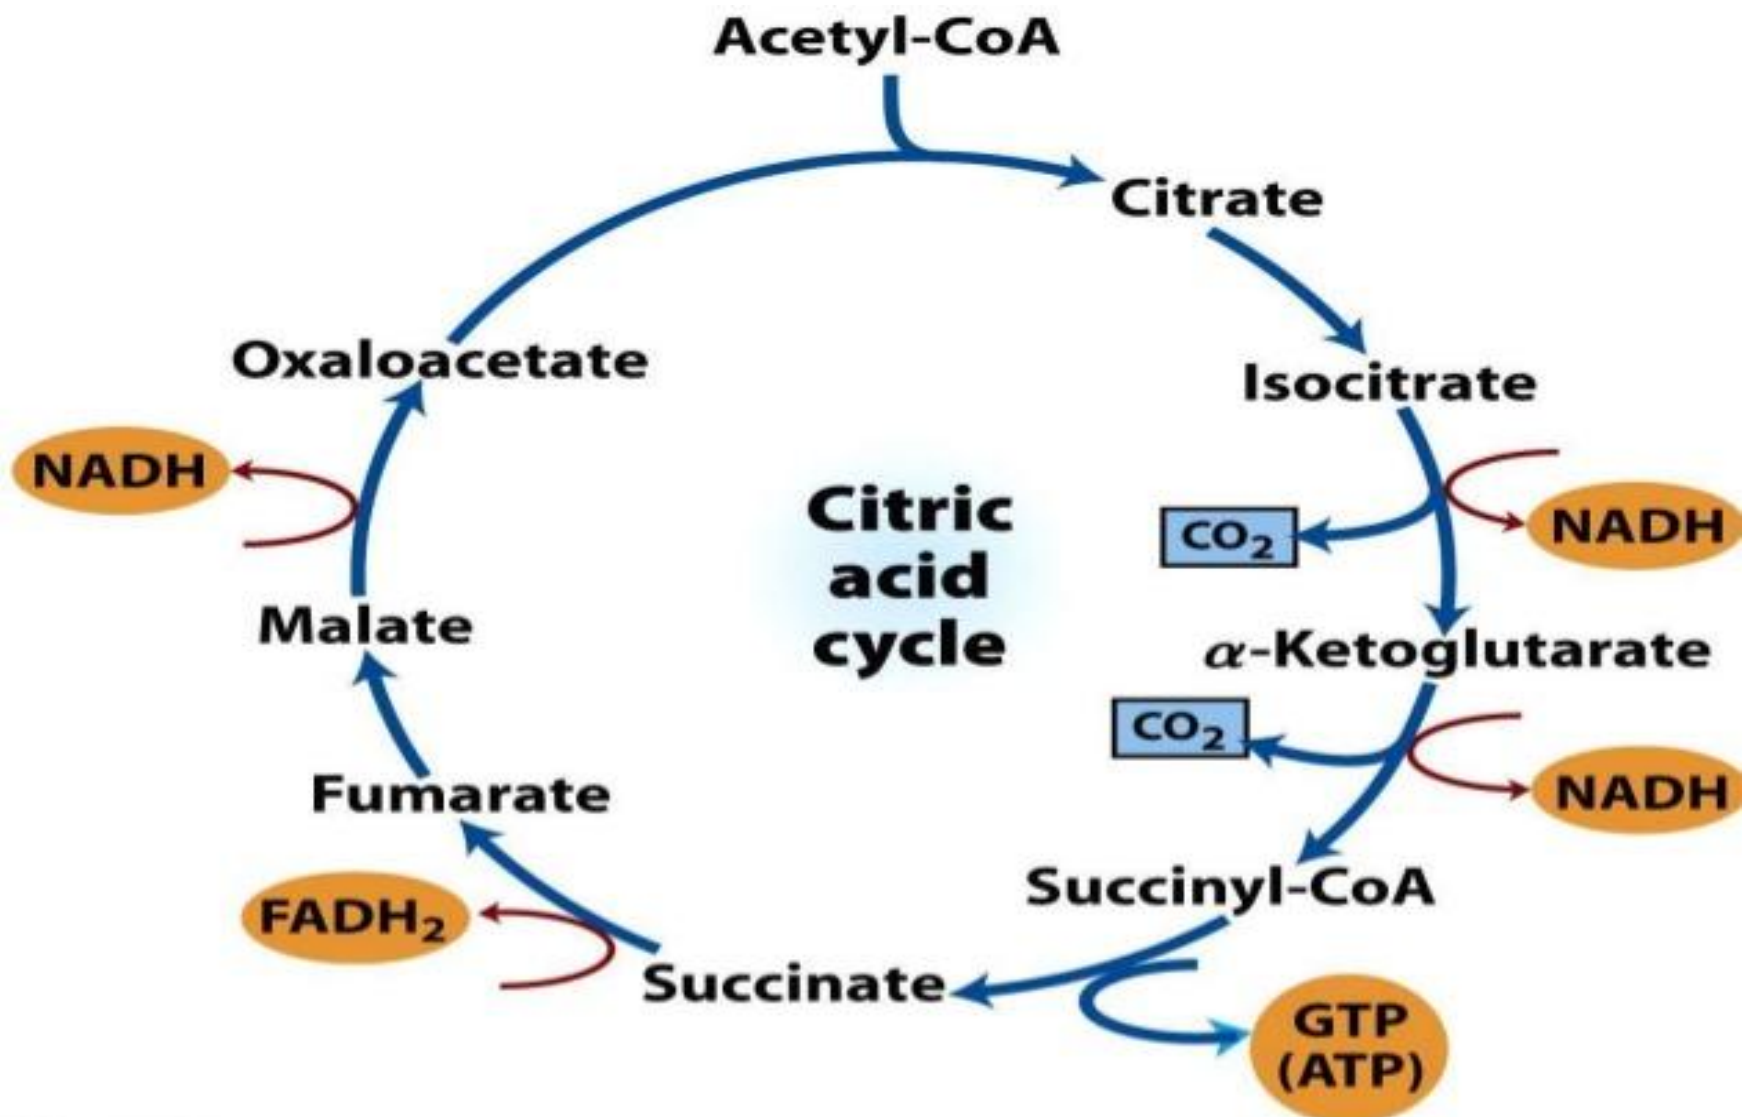 Acetyl-CoA
Citrate
Isocitrate
NADH
CO₂
α-Ketoglutarate
CO₂
NADH
Succinyl-CoA
GTP
(ATP)
Succinate
FADH₂
Fumarate
Malate
NADH
Oxaloacetate
Citric
acid
cycle